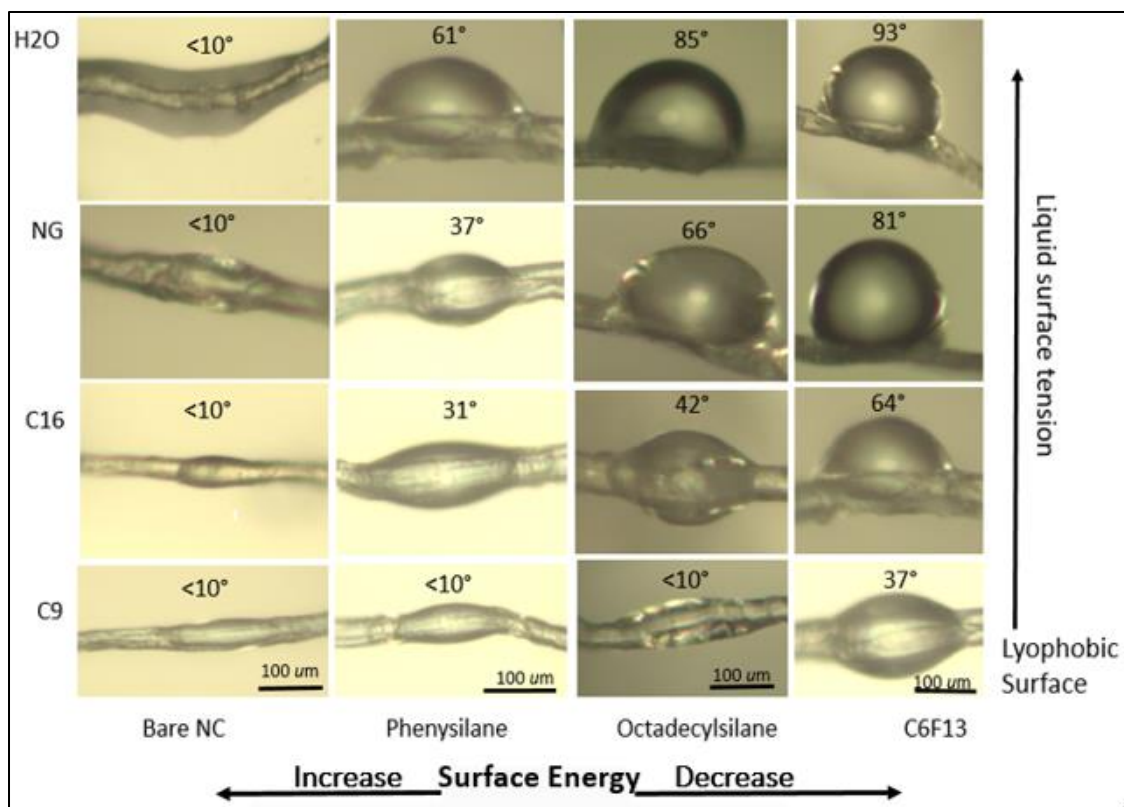 H2O <10° 61° 85° 93°
NG <10° 37° 66° 81°
C16 <10° 31° 42° 64°
C9 <10° <10° <10° 37°
100 um 100 um 100 um 100 um
Liquid surface tension
Lyophobic
Surface
Bare NC Phenysilane Octadecylsilane C6F13
Increase Surface Energy Decrease